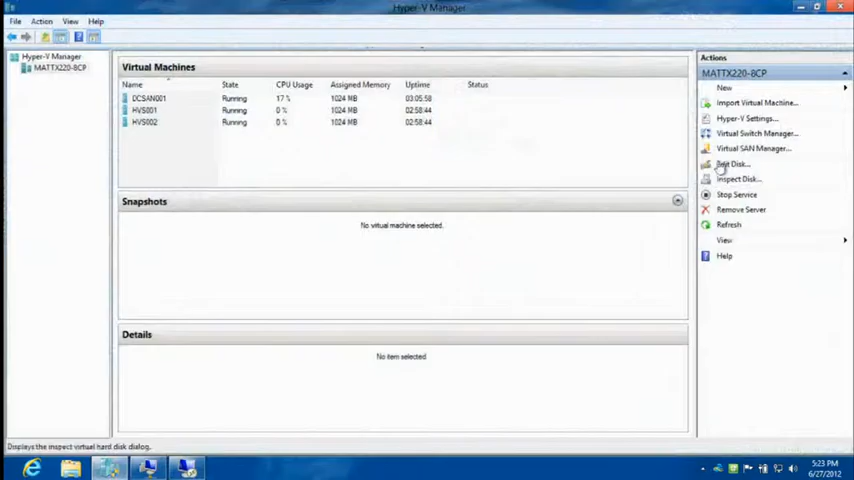 Hyper-V Manager
File Action View Help
Hyper-V Manager
MATTX220-8CP
Virtual Machines
Name State CPU Usage Assigned Memory Uptime Status
DCSAN001 Running 17 % 1024 MB 03:05:58
HVS001 Running 0 % 1024 MB 02:58:44
HVS002 Running 0 % 1024 MB 02:58:44
Snapshots
No virtual machine selected.
Details
No item selected
Actions
MATTX220-8CP
New
Import Virtual Machine...
Hyper-V Settings...
Virtual Switch Manager...
Virtual SAN Manager...
Edit Disk...
Inspect Disk...
Stop Service
Remove Server
Refresh
View
Help
Displays the inspect virtual hard disk dialog.
5:23 PM
6/27/2012